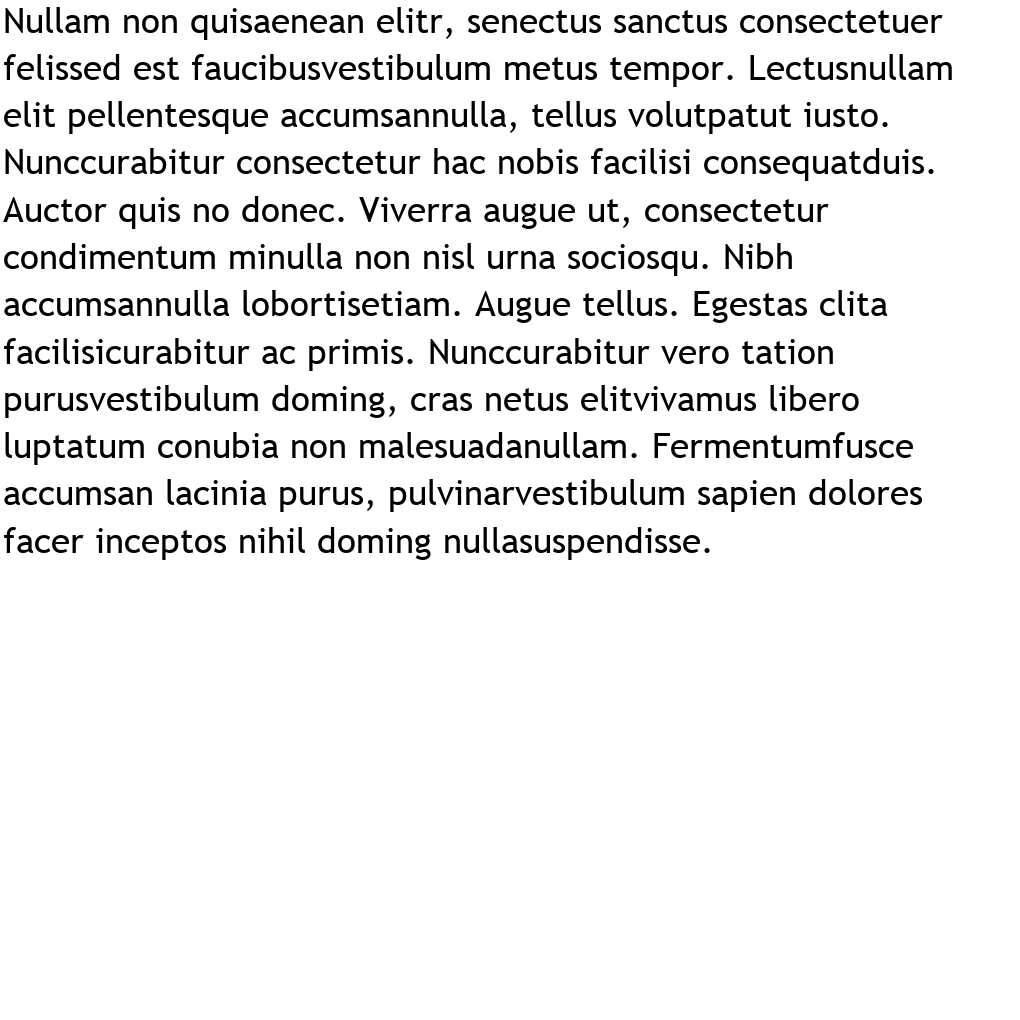 Nullam non quisaenean elitr, senectus sanctus consectetuer
felissed est faucibusvestibulum metus tempor. Lectusnullam
elit pellentesque accumsannulla, tellus volutpatut iusto.
Nunccurabitur consectetur hac nobis facilisi consequatduis.
Auctor quis no donec. Viverra augue ut, consectetur
condimentum minulla non nisl urna sociosqu. Nibh
accumsannulla lobortisetiam. Augue tellus. Egestas clita
facilisicurabitur ac primis. Nunccurabitur vero tation
purusvestibulum doming, cras netus elitvivamus libero
luptatum conubia non malesuadanullam. Fermentumfusce
accumsan lacinia purus, pulvinarvestibulum sapien dolores
facer inceptos nihil doming nullasuspendisse.